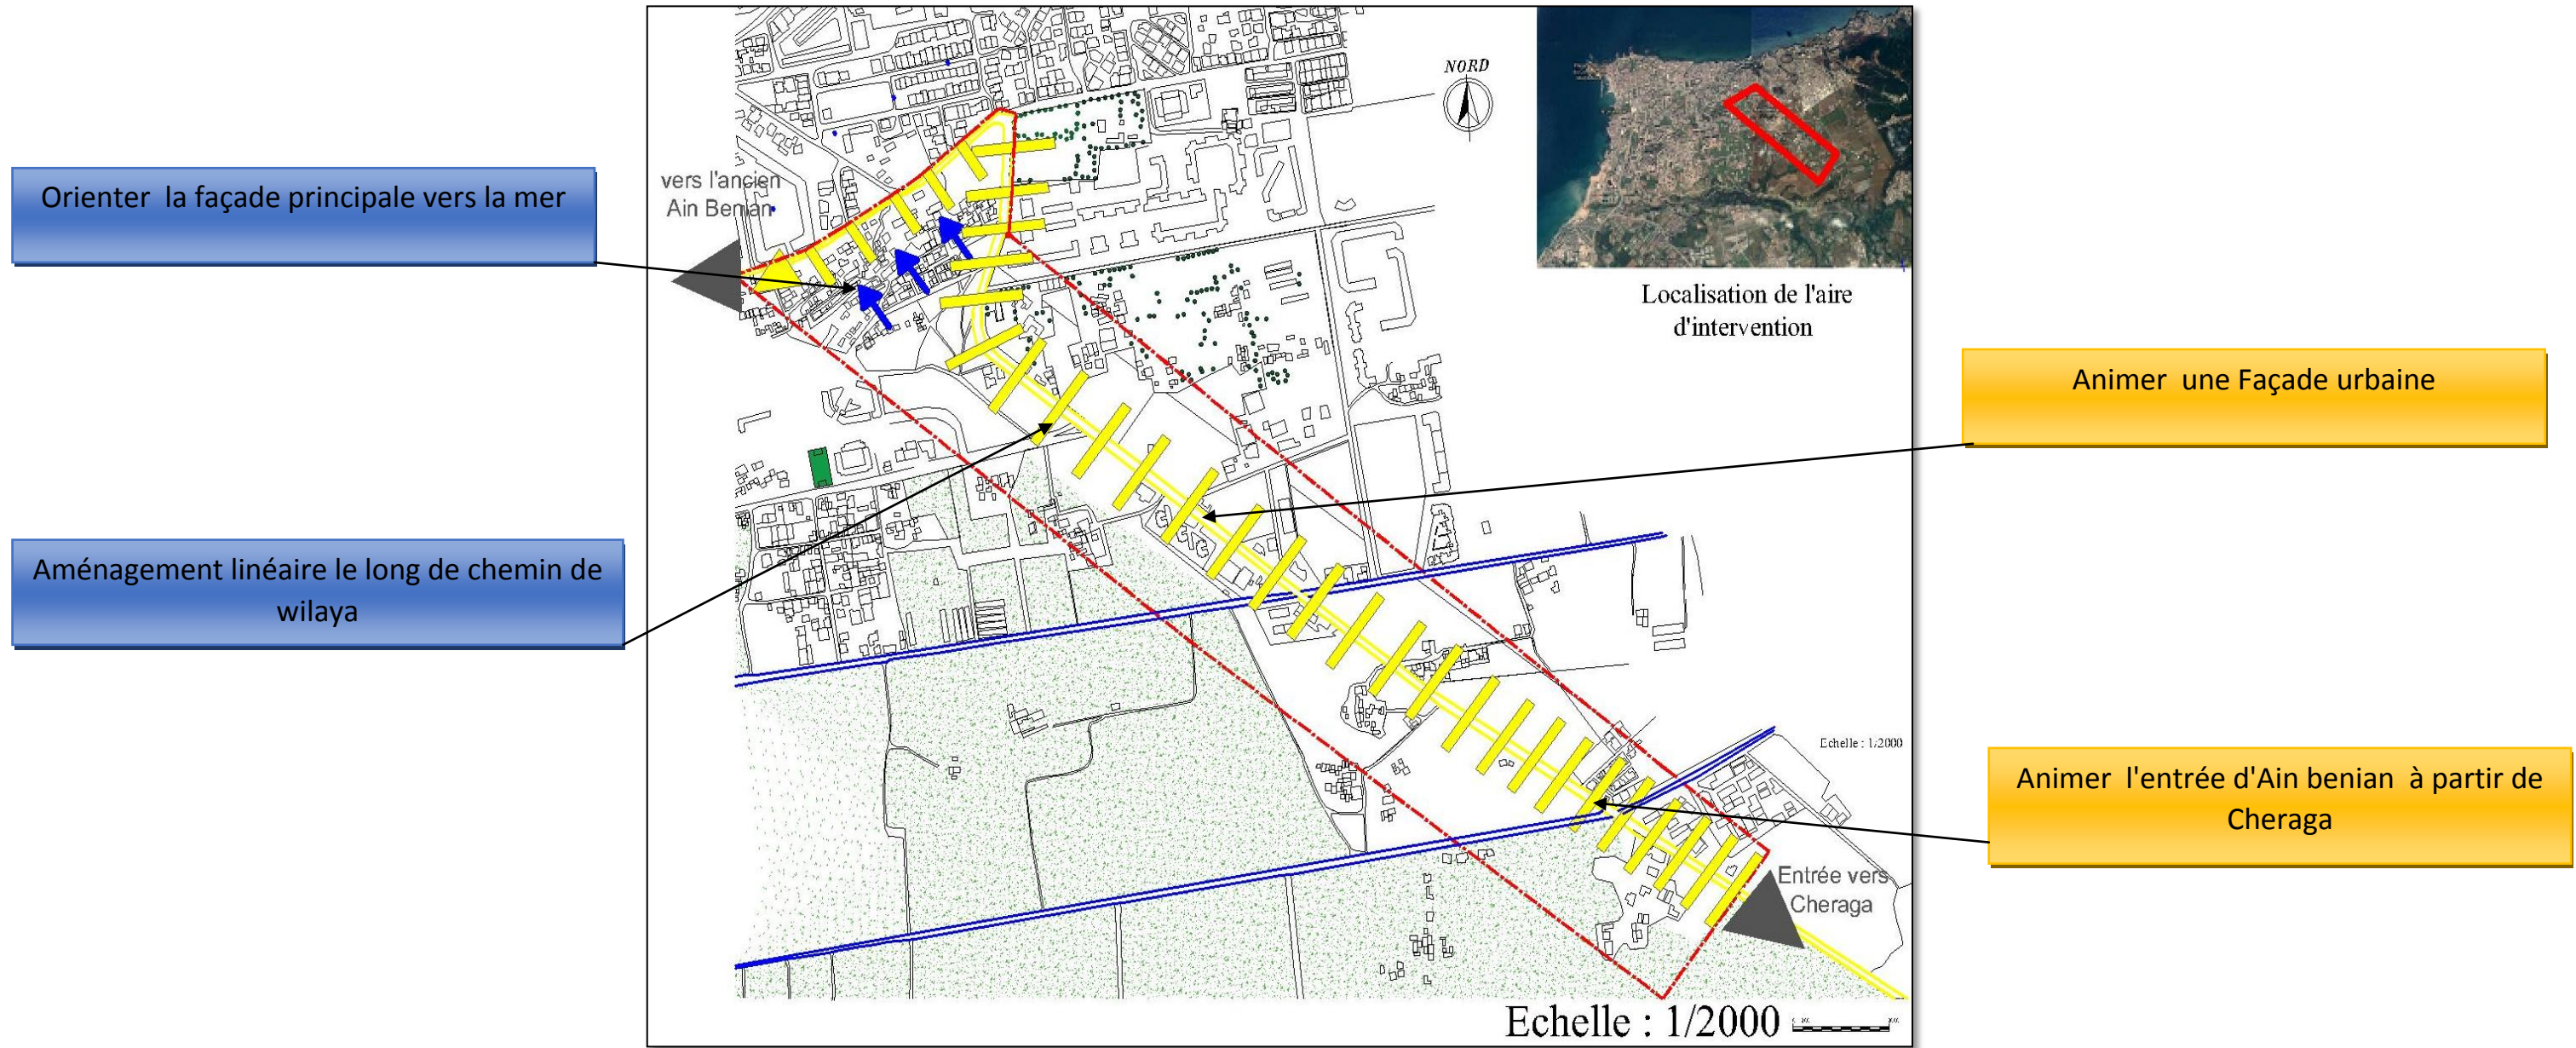 NORD
vers l'ancien
Ain Benian
Orienter la façade principale vers la mer
Localisation de l'aire
d'intervention
Animer une Façade urbaine
Aménagement linéaire le long de chemin de
wilaya
Echelle : 1/2000
Animer l'entrée d'Ain benian à partir de
Cheraga
Entrée vers
Cheraga
Echelle : 1/2000